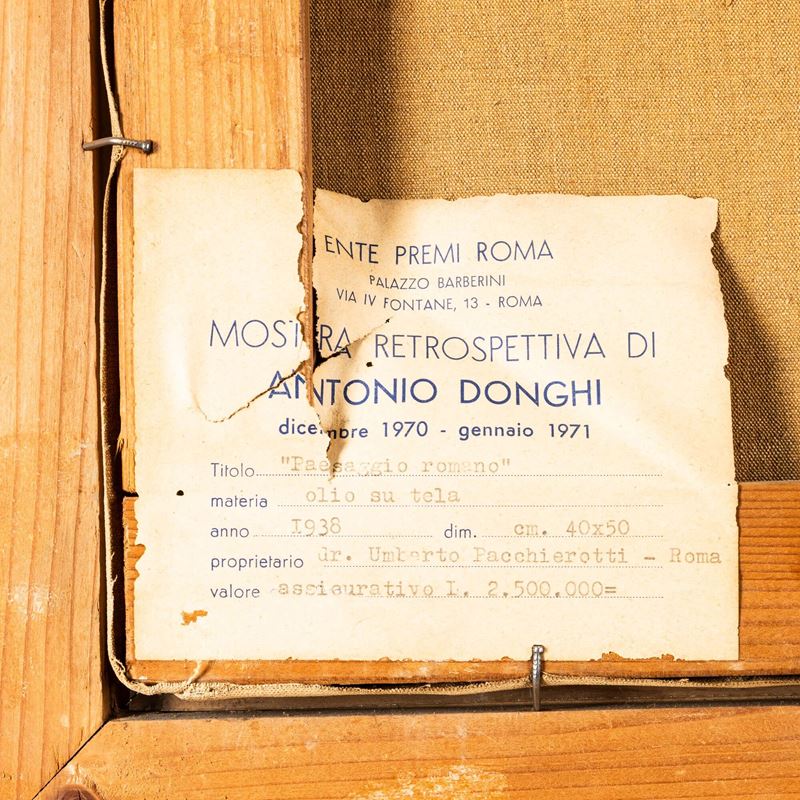 ENTE PREMI ROMA
PALAZZO BARBERINI
VIA IV FONTANE, 13 - ROMA
MOSTRA RETROSPETTIVA DI
ANTONIO DONGHI
dicembre 1970 - gennaio 1971
Titolo "Paesaggio romano"
materia olio su tela
anno 1938 dim. cm. 40x50
proprietario dr. Umberto Pacchierotti - Roma
valore assicurativo L. 2.500.000=